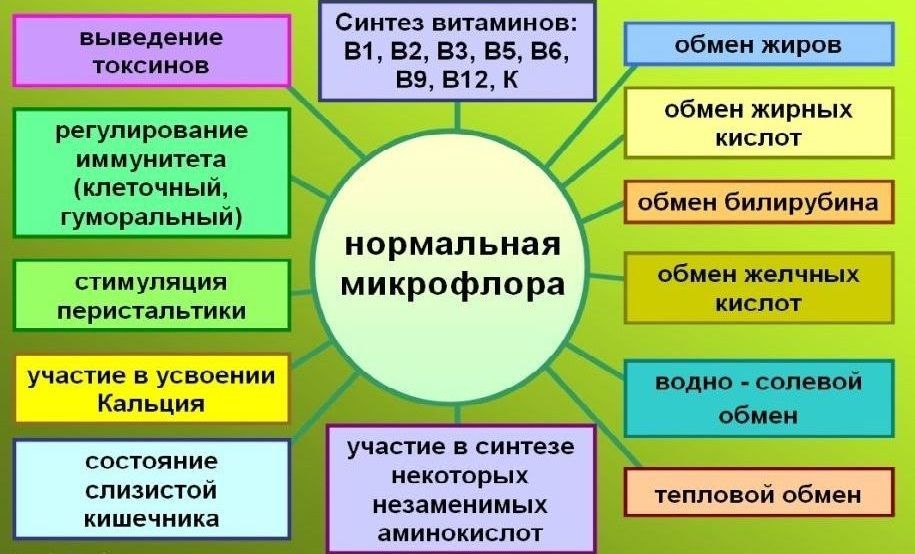 выведение
токсинов
регулирование
иммунитета
(клеточный,
гуморальный)
стимуляция
перистальтики
участие в усвоении
Кальция
состояние
слизистой
кишечника
Синтез витаминов:
В1, В2, В3, В5, В6,
В9, В12, К
нормальная
микрофлора
участие в синтезе
некоторых
незаменимых
аминокислот
обмен жиров
обмен жирных
кислот
обмен билирубина
обмен желчных
кислот
водно - солевой
обмен
тепловой обмен